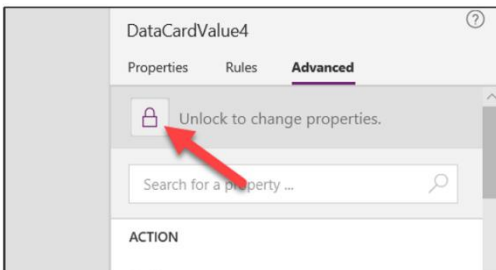 DataCardValue4
Properties Rules Advanced
Unlock to change properties.
Search for a property ...
ACTION